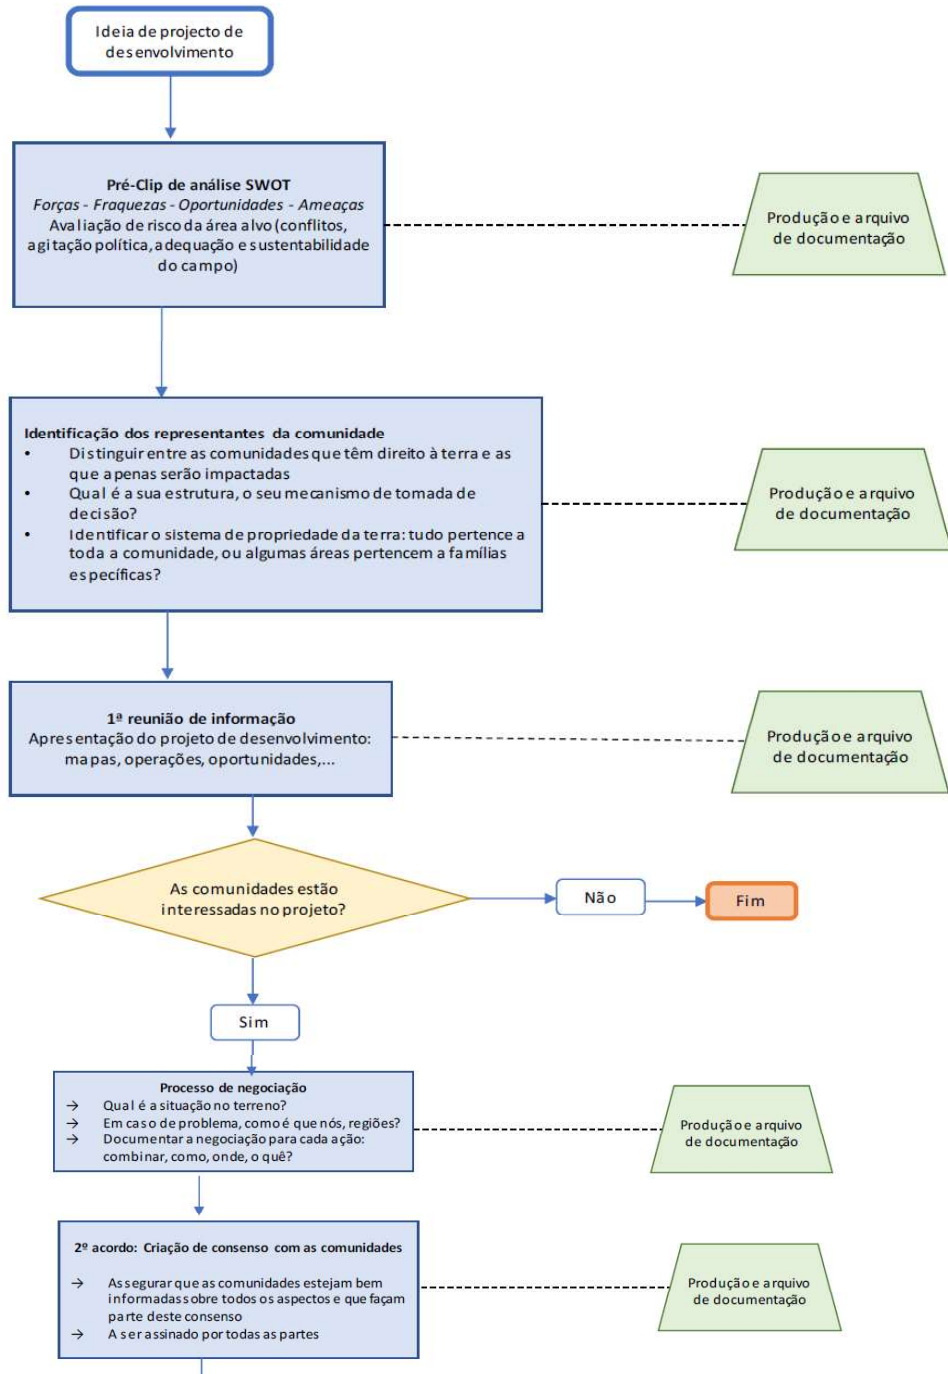 Ideia de projecto de
desenvolvimento
Pré-Clip de análise SWOT
Forças - Fraquezas - Oportunidades - Ameaças
Avaliação de risco da área alvo (conflitos,
agitação política, adequação e sustentabilidade
do campo)
Produção e arquivo
de documentação
Identificação dos representantes da comunidade
• Distinguir entre as comunidades que têm direito à terra e as
que apenas serão impactadas
• Qual é a sua estrutura, o seu mecanismo de tomada de
decisão?
• Identificar o sistema de propriedade da terra: tudo pertence a
toda a comunidade, ou algumas áreas pertencem a famílias
específicas?
Produção e arquivo
de documentação
1ª reunião de informação
Apresentação do projeto de desenvolvimento:
mapas, operações, oportunidades,...
Produção e arquivo
de documentação
As comunidades estão
interessadas no projeto?
Não
Fim
Sim
Processo de negociação
→ Qual é a situação no terreno?
→ Em caso de problema, como é que nós, regiões?
→ Documentar a negociação para cada ação:
combinar, como, onde, o quê?
Produção e arquivo
de documentação
2º acordo: Criação de consenso com as comunidades
→ Assegurar que as comunidades estejam bem
informadas sobre todos os aspectos e que façam
parte deste consenso
→ A ser assinado por todas as partes
Produção e arquivo
de documentação